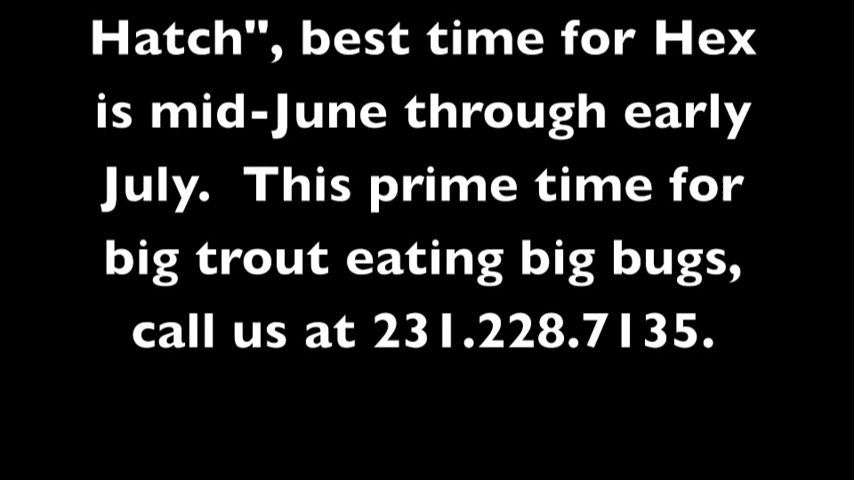 Hatch", best time for Hex
is mid-June through early
July.  This prime time for
big trout eating big bugs,
call us at 231.228.7135.